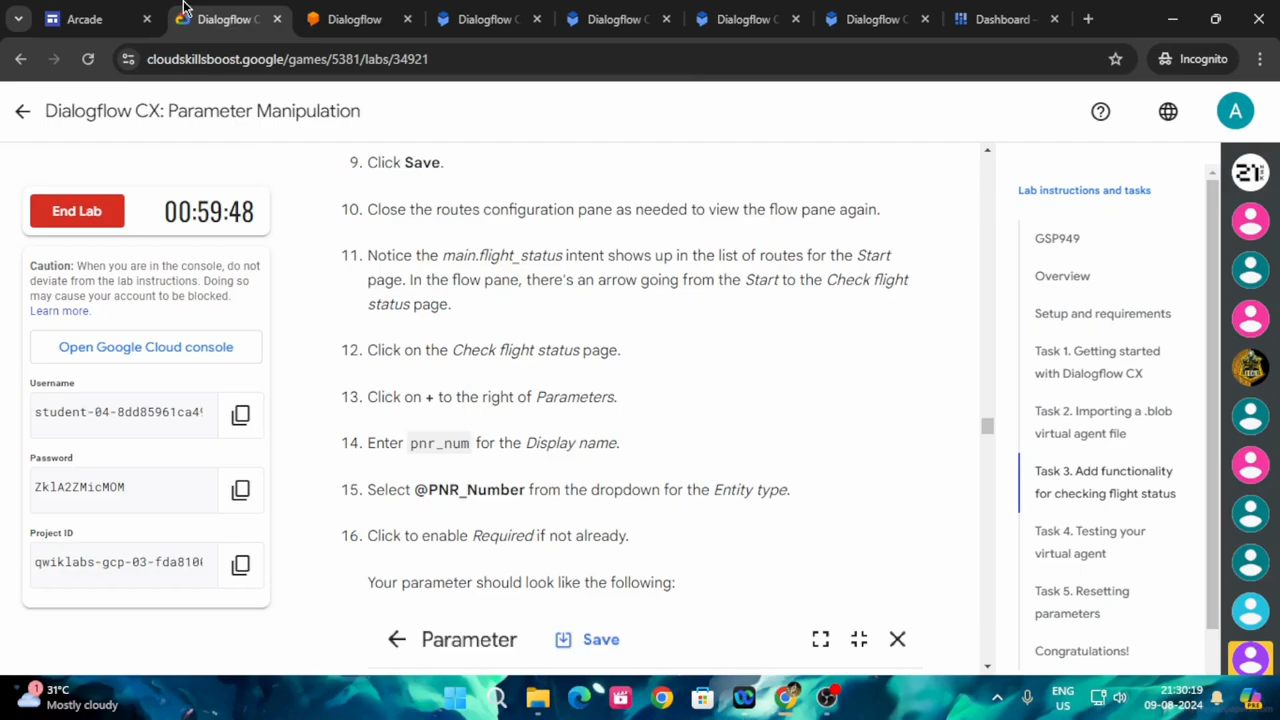 Arcade
Dialogflow C
Dialogflow
Dialogflow C
Dialogflow C
Dialogflow C
Dialogflow C
Dashboard –
cloudskillsboost.google/games/5381/labs/34921
Incognito
Dialogflow CX: Parameter Manipulation
A
End Lab
00:59:48
Caution: When you are in the console, do not
deviate from the lab instructions. Doing so
may cause your account to be blocked.
Learn more.
Open Google Cloud console
Username
student-04-8dd85961ca49
Password
ZklA2ZMicMOM
Project ID
qwiklabs-gcp-03-fda8106
9. Click Save.
10. Close the routes configuration pane as needed to view the flow pane again.
11. Notice the main.flight_status intent shows up in the list of routes for the Start
page. In the flow pane, there's an arrow going from the Start to the Check flight
status page.
12. Click on the Check flight status page.
13. Click on + to the right of Parameters.
14. Enter pnr_num for the Display name.
15. Select @PNR_Number from the dropdown for the Entity type.
16. Click to enable Required if not already.
Your parameter should look like the following:
Parameter
Save
Lab instructions and tasks
GSP949
Overview
Setup and requirements
Task 1. Getting started
with Dialogflow CX
Task 2. Importing a .blob
virtual agent file
Task 3. Add functionality
for checking flight status
Task 4. Testing your
virtual agent
Task 5. Resetting
parameters
Congratulations!
21
1
31°C
Mostly cloudy
ENG
US
21:30:19
09-08-2024
PRE